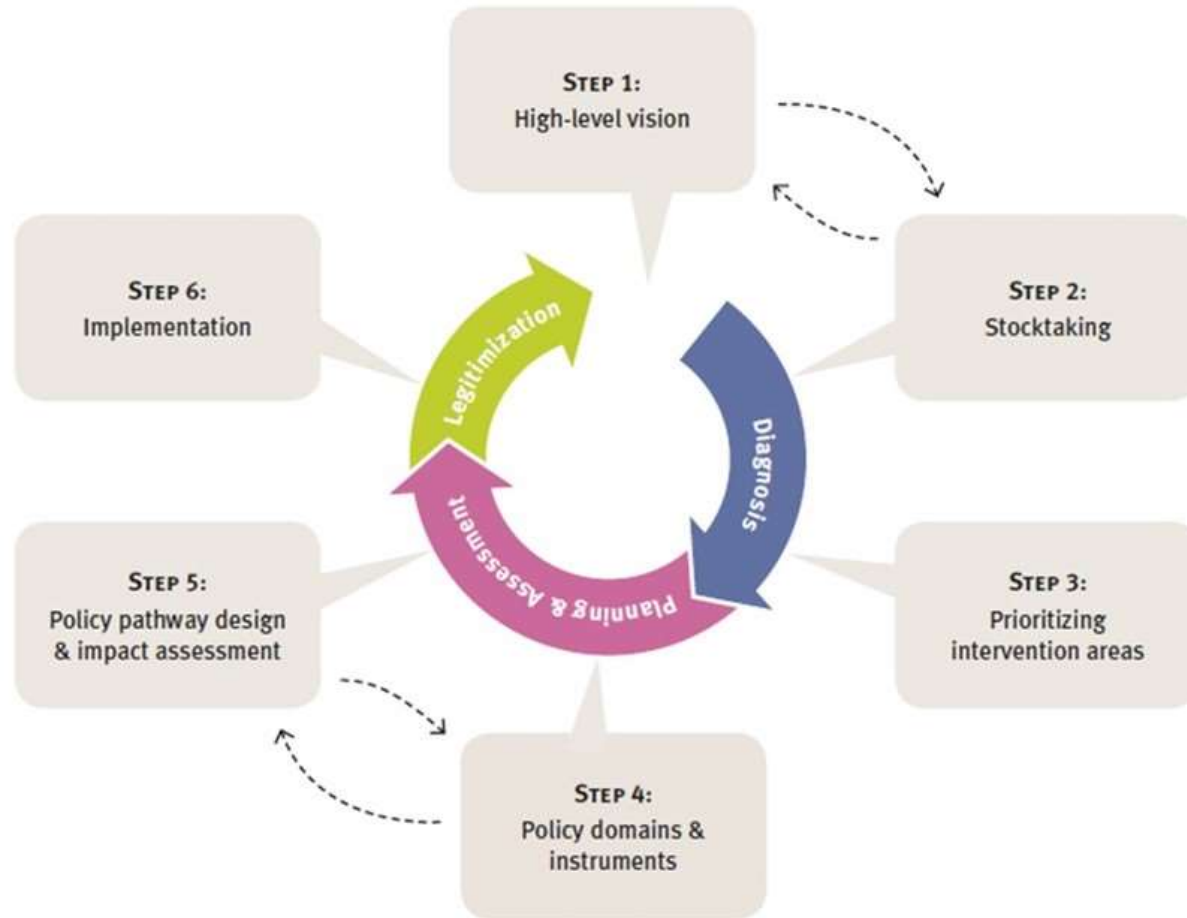 STEP 1:
High-level vision
STEP 2:
Stocktaking
STEP 3:
Prioritizing
intervention areas
STEP 4:
Policy domains &
instruments
STEP 5:
Policy pathway design
& impact assessment
STEP 6:
Implementation
Diagnosis
Planning & Assessment
Legitimization